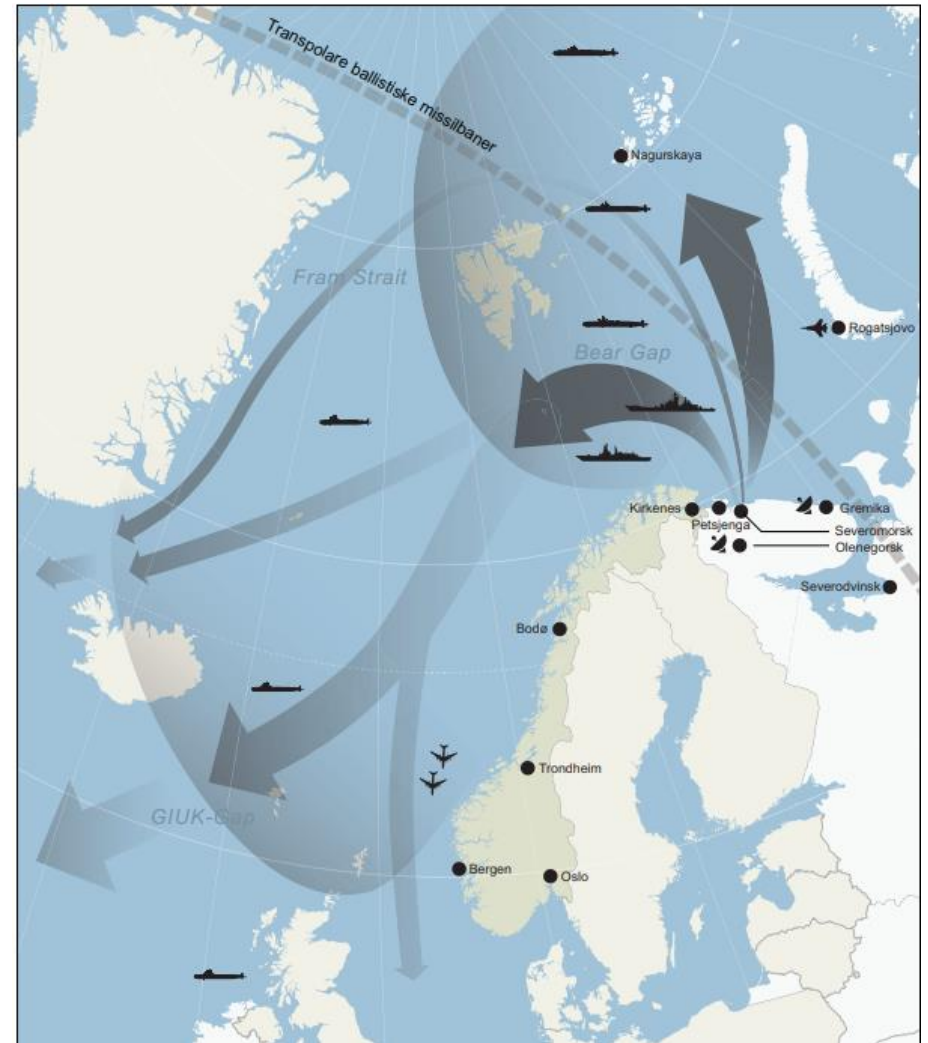 Transpolare ballistiske missilbaner
Nagurskaya
Fram Strait
Rogatsjovo
Bear Gap
Kirkenes
Petsjenga
Gremika
Severomorsk
Olenegorsk
Severodvinsk
Bodø
Trondheim
GIUK-Gap
Bergen
Oslo